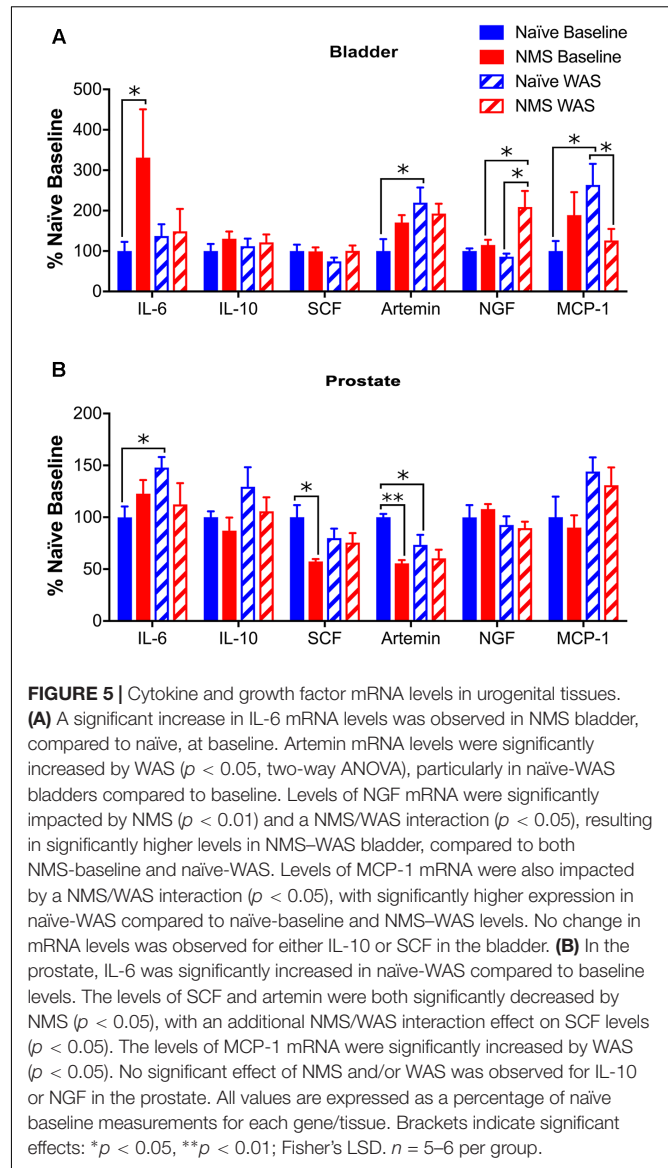 A
Bladder
Naïve Baseline
NMS Baseline
Naïve WAS
NMS WAS
% Naïve Baseline
500
400
300
200
100
0
* * * * * *
IL-6 IL-10 SCF Artemin NGF MCP-1
B
Prostate
% Naïve Baseline
200
150
100
50
0
* * ** *
IL-6 IL-10 SCF Artemin NGF MCP-1
FIGURE 5 | Cytokine and growth factor mRNA levels in urogenital tissues.
(A) A significant increase in IL-6 mRNA levels was observed in NMS bladder,
compared to naïve, at baseline. Artemin mRNA levels were significantly
increased by WAS (p < 0.05, two-way ANOVA), particularly in naïve-WAS
bladders compared to baseline. Levels of NGF mRNA were significantly
impacted by NMS (p < 0.01) and a NMS/WAS interaction (p < 0.05), resulting
in significantly higher levels in NMS–WAS bladder, compared to both
NMS-baseline and naïve-WAS. Levels of MCP-1 mRNA were also impacted
by a NMS/WAS interaction (p < 0.05), with significantly higher expression in
naïve-WAS compared to naïve-baseline and NMS–WAS levels. No change in
mRNA levels was observed for either IL-10 or SCF in the bladder. (B) In the
prostate, IL-6 was significantly increased in naïve-WAS compared to baseline
levels. The levels of SCF and artemin were both significantly decreased by
NMS (p < 0.05), with an additional NMS/WAS interaction effect on SCF levels
(p < 0.05). The levels of MCP-1 mRNA were significantly increased by WAS
(p < 0.05). No significant effect of NMS and/or WAS was observed for IL-10
or NGF in the prostate. All values are expressed as a percentage of naïve
baseline measurements for each gene/tissue. Brackets indicate significant
effects: *p < 0.05, **p < 0.01; Fisher's LSD. n = 5–6 per group.